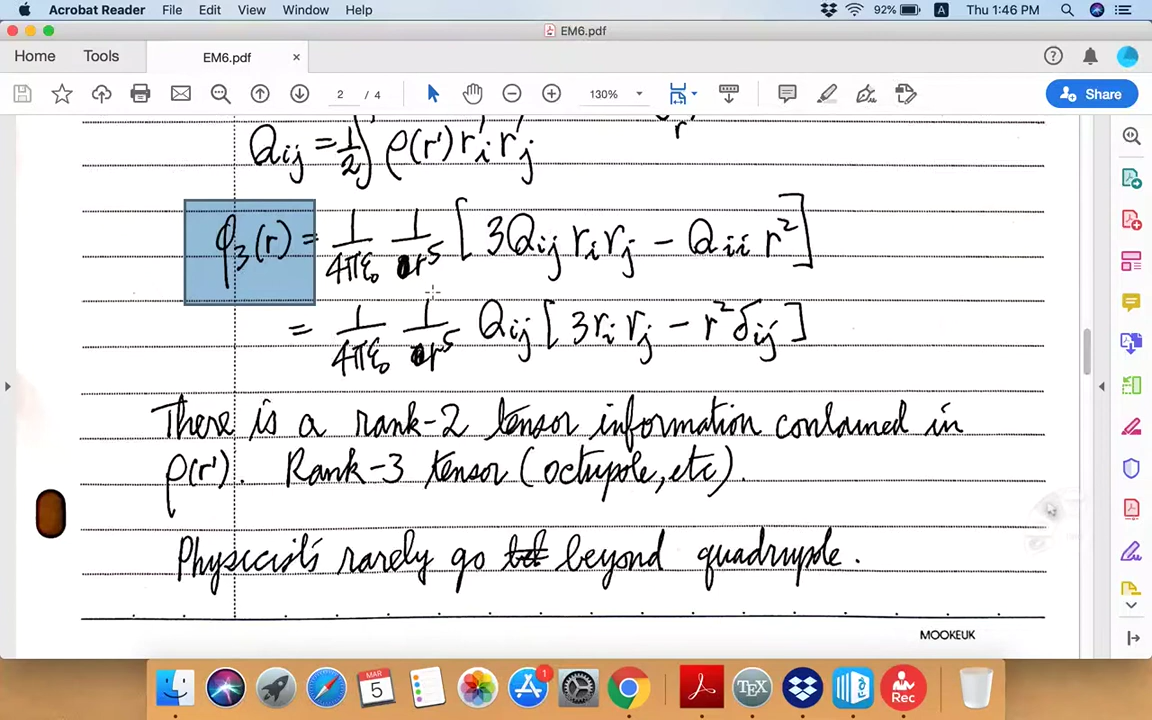 Acrobat Reader File Edit View Window Help 92% A Thu 1:46 PM
EM6.pdf
Home Tools EM6.pdf ×
2 / 4 130% Share
r'
Qij = 1/2 ∫ ρ(r') r'i r'j
φ3(r) = 1/4πε0 1/r^5 [3Qij ri rj − Qii r^2]
= 1/4πε0 1/r^5 Qij [3ri rj − r^2 δij]
There is a rank-2 tensor information contained in
ρ(r'). Rank-3 tensor (octupole, etc).
Physicists rarely go beyond quadrupole.
MOOKEUK
MAR
5
1
TEX
Rec